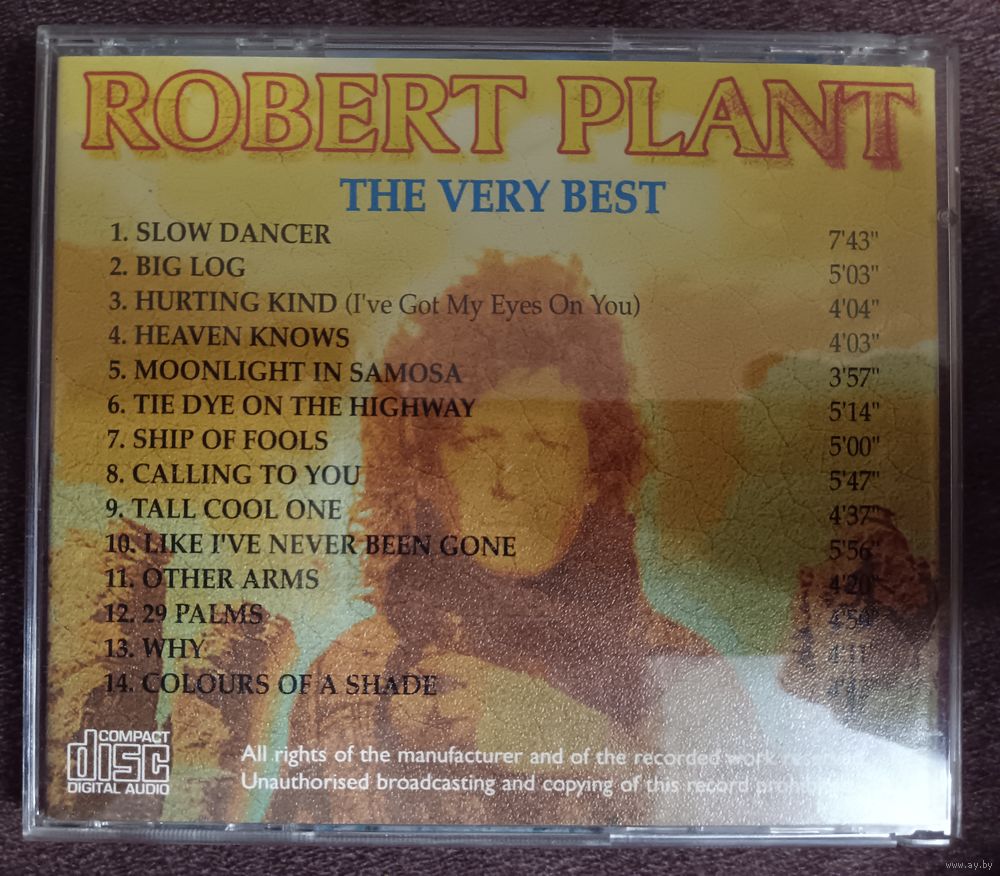 ROBERT PLANT
THE VERY BEST
1. SLOW DANCER 7'43"
2. BIG LOG 5'03"
3. HURTING KIND (I've Got My Eyes On You) 4'04"
4. HEAVEN KNOWS 4'03"
5. MOONLIGHT IN SAMOSA 3'57"
6. TIE DYE ON THE HIGHWAY 5'14"
7. SHIP OF FOOLS 5'00"
8. CALLING TO YOU 5'47"
9. TALL COOL ONE 4'37"
10. LIKE I'VE NEVER BEEN GONE 5'56"
11. OTHER ARMS 4'20"
12. 29 PALMS
13. WHY
14. COLOURS OF A SHADE
COMPACT
disc
DIGITAL AUDIO
All rights of the manufacturer and of the recorded work
Unauthorised broadcasting and copying of this record
www.ay.by